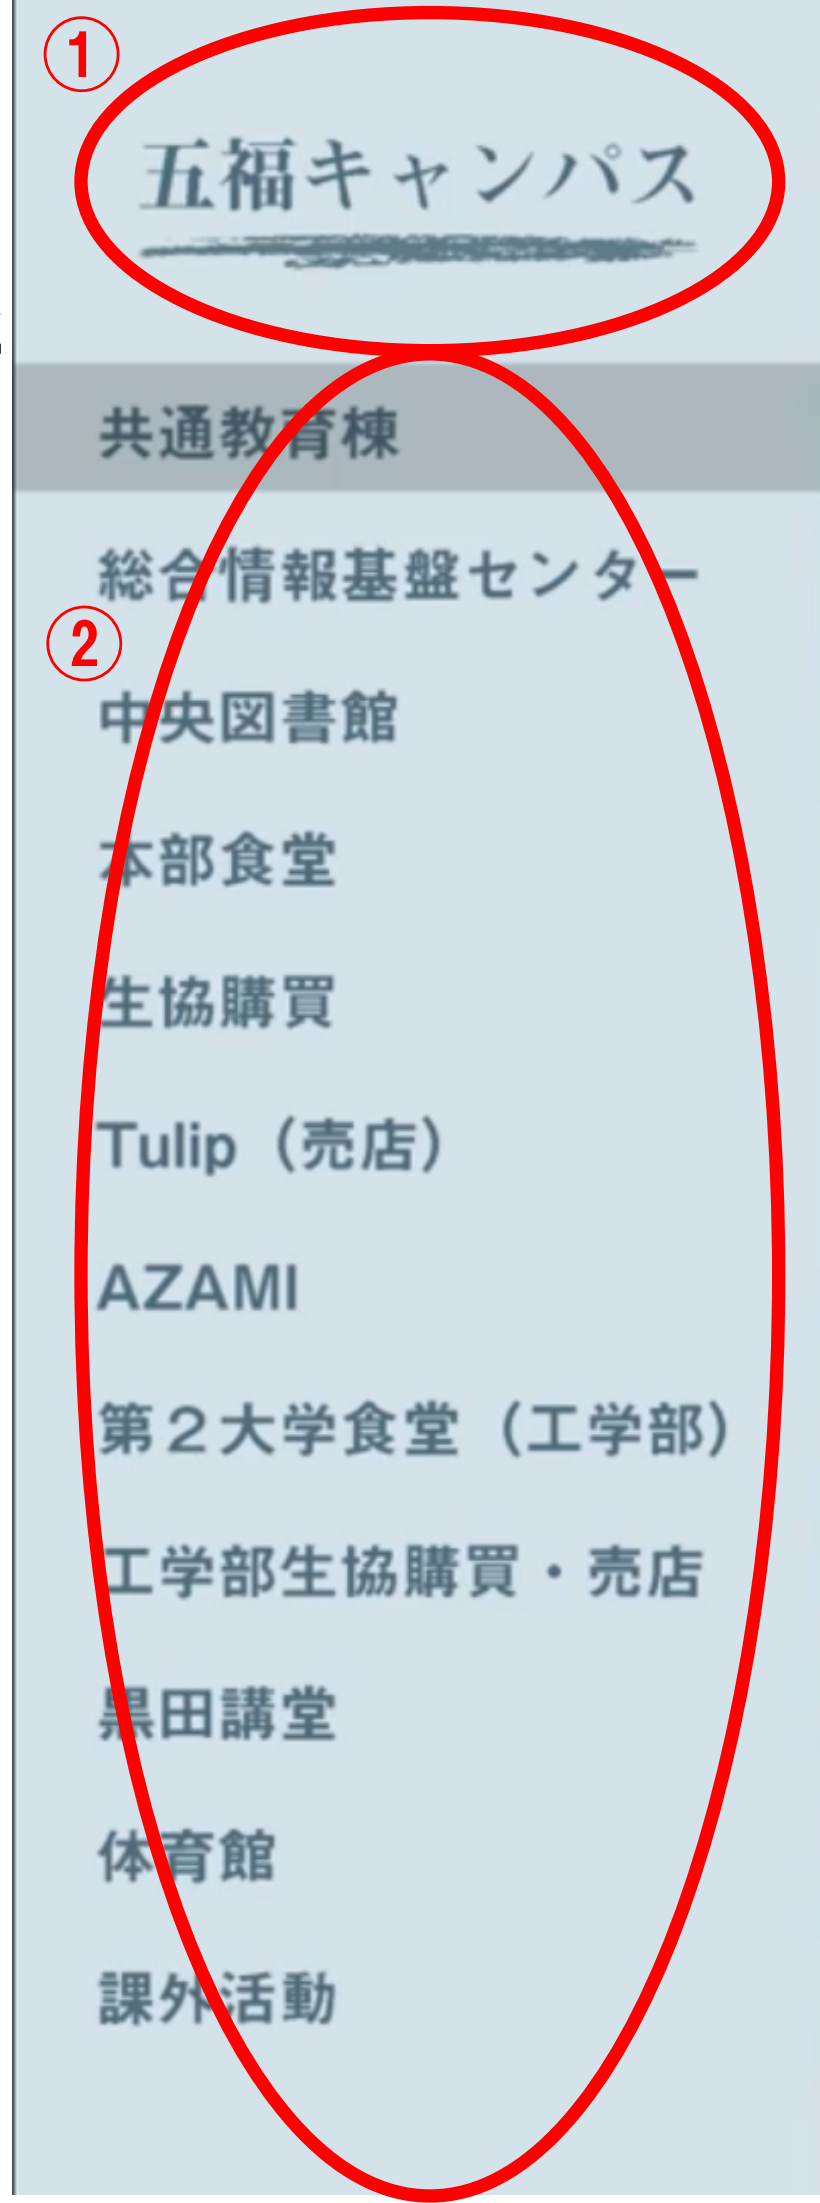 ①
五福キャンパス
共通教育棟
総合情報基盤センター
②
中央図書館
本部食堂
生協購買
Tulip（売店）
AZAMI
第２大学食堂（工学部）
工学部生協購買・売店
黒田講堂
体育館
課外活動